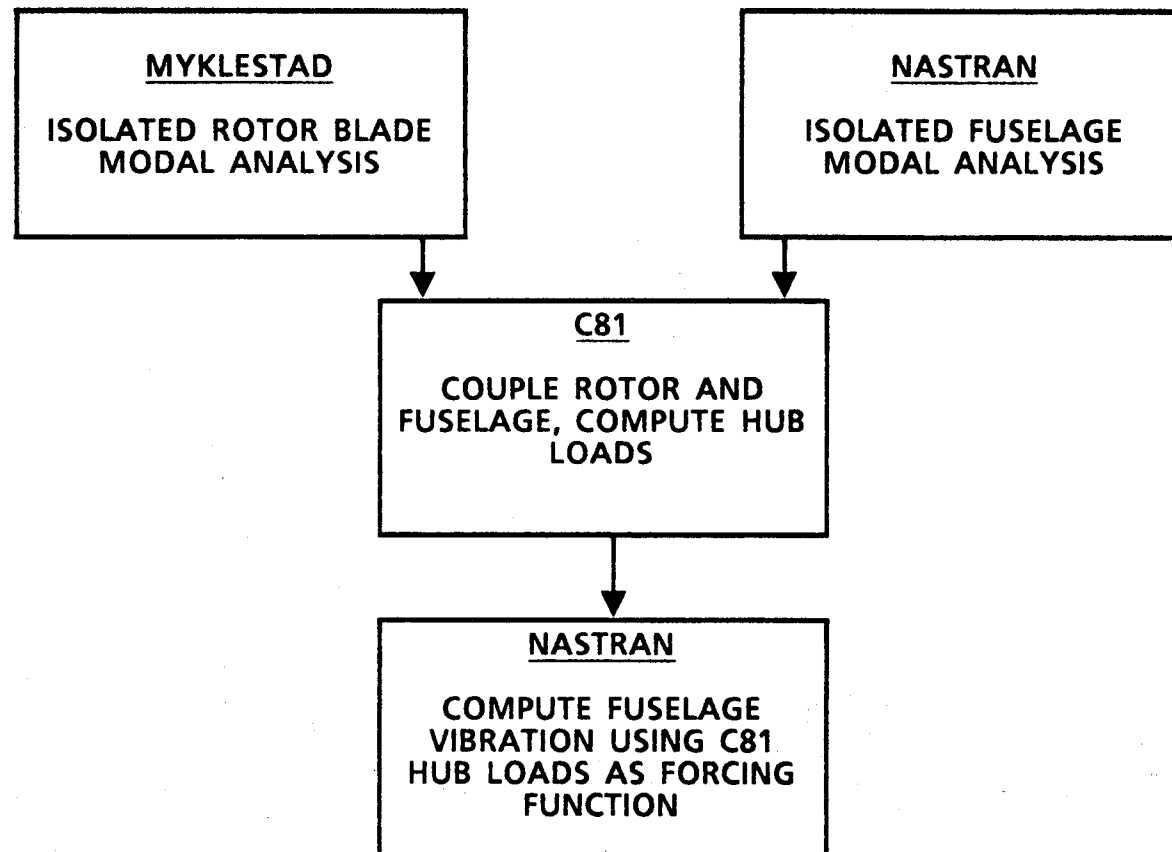 MYKLESTAD
ISOLATED ROTOR BLADE
MODAL ANALYSIS
NASTRAN
ISOLATED FUSELAGE
MODAL ANALYSIS
C81
COUPLE ROTOR AND
FUSELAGE, COMPUTE HUB
LOADS
NASTRAN
COMPUTE FUSELAGE
VIBRATION USING C81
HUB LOADS AS FORCING
FUNCTION